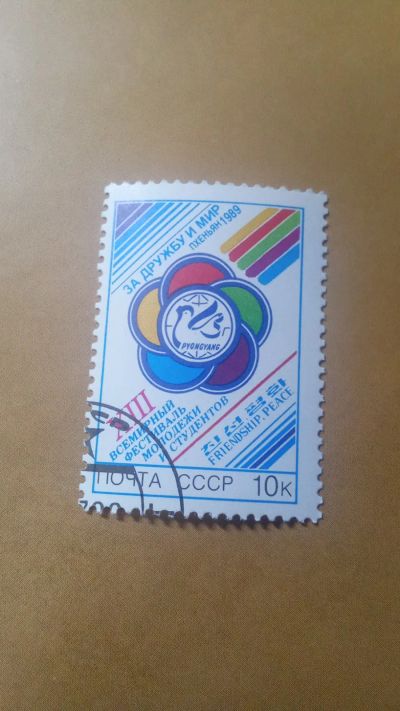 ЗА ДРУЖБУ И МИР
ПХЕНЬЯН 1989
PYONGYANG
XIII
ВСЕМИРНЫЙ
ФЕСТИВАЛЬ
МОЛОДЕЖИ
И СТУДЕНТОВ
친선 평화
FRIENDSHIP. PEACE
ПОЧТА СССР 10к